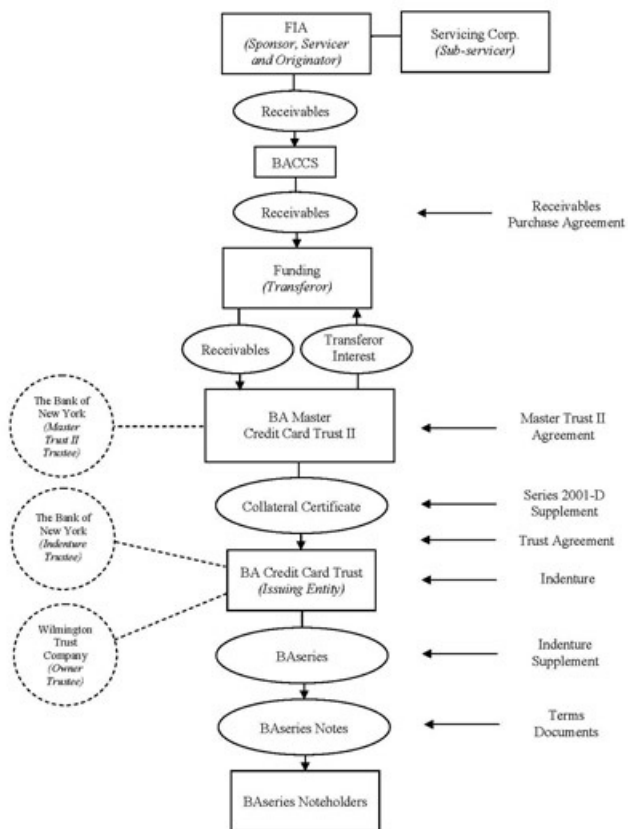 FIA
(Sponsor, Servicer
and Originator)
Servicing Corp.
(Sub-servicer)
Receivables
BACCS
Receivables
Receivables
Purchase Agreement
Funding
(Transferor)
Receivables
Transferor
Interest
The Bank of
New York
(Master
Trust II
Trustee)
BA Master
Credit Card Trust II
Master Trust II
Agreement
Collateral Certificate
Series 2001-D
Supplement
The Bank of
New York
(Indenture
Trustee)
Trust Agreement
BA Credit Card Trust
(Issuing Entity)
Indenture
Wilmington
Trust
Company
(Owner
Trustee)
BAseries
Indenture
Supplement
BAseries Notes
Terms
Documents
BAseries Noteholders